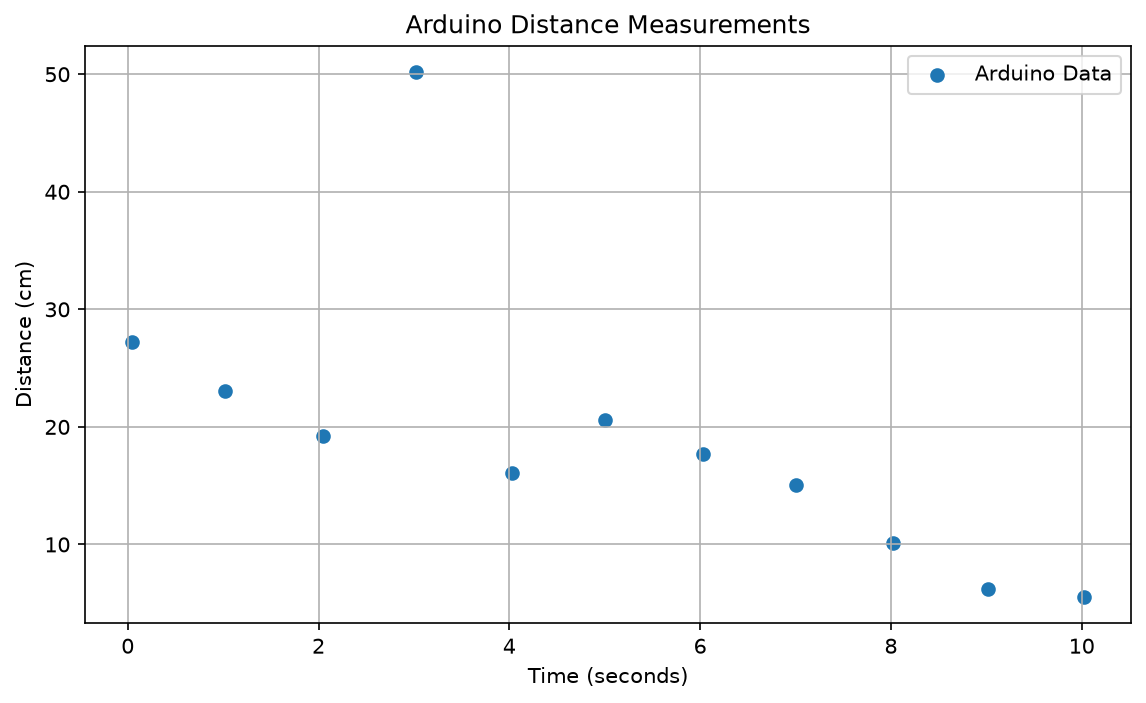 Arduino Distance Measurements
Arduino Data
Distance (cm)
50
40
30
20
10
0 2 4 6 8 10
Time (seconds)